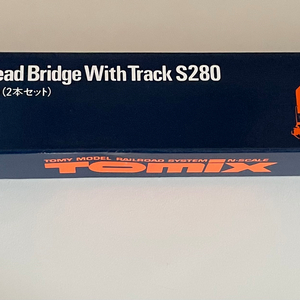 ead Bridge With Track S280
(2本セット)
TOMY MODEL RAILROAD SYSTEM N-SCALE
TOMIX